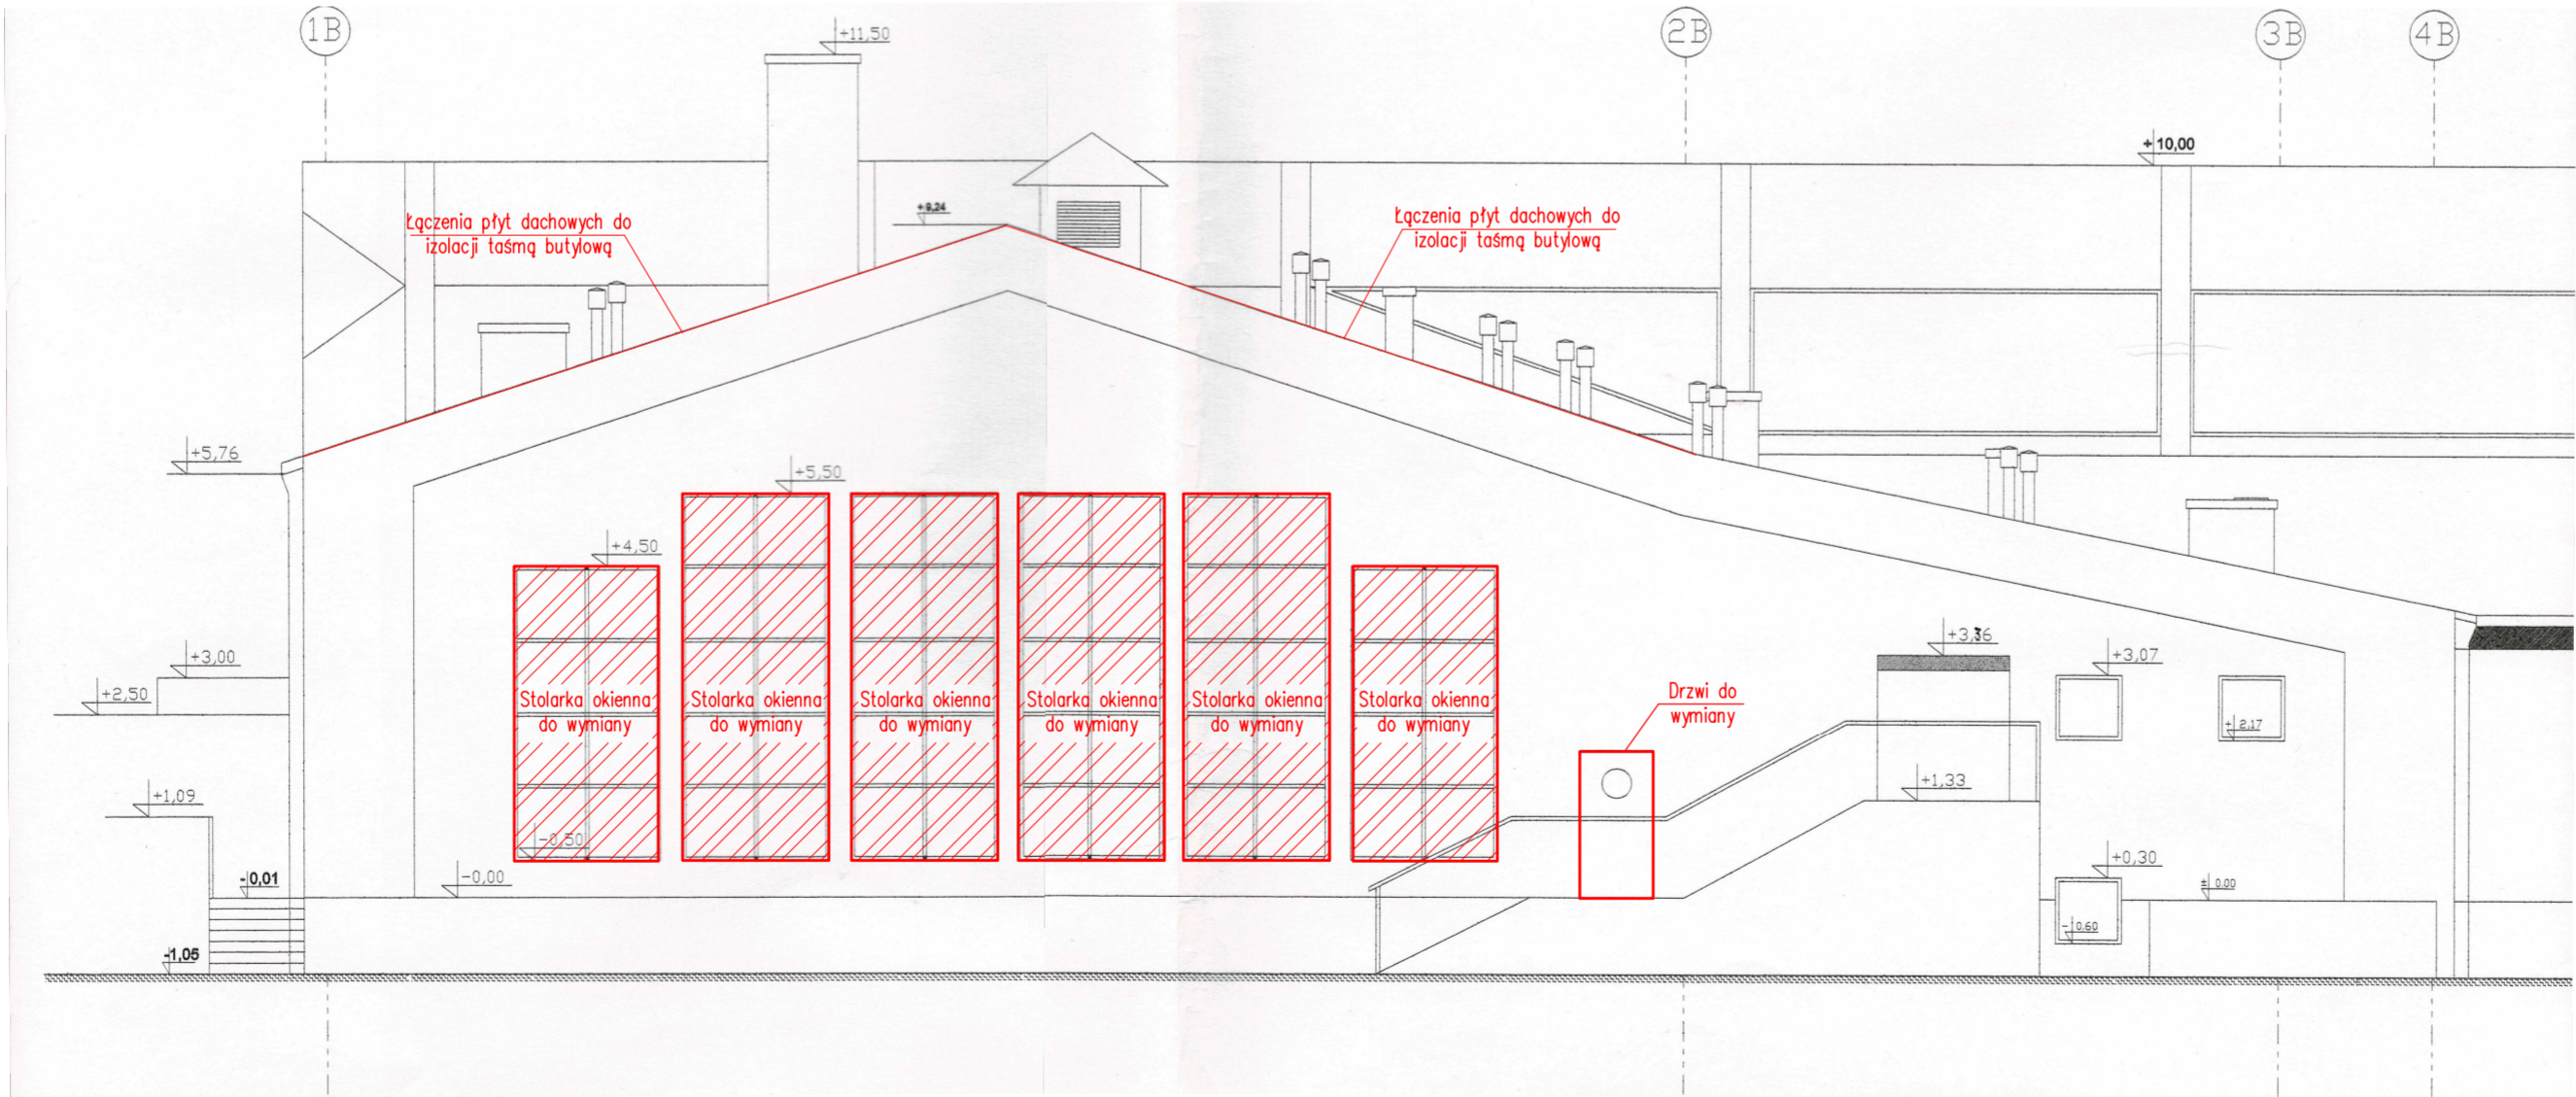 1B
2B
3B
4B
+11,50
+10,00
+9,24
Łączenia płyt dachowych do
izolacji taśmą butylową
Łączenia płyt dachowych do
izolacji taśmą butylową
+5,76
+5,50
+4,50
+3,36
+3,00
+3,07
+2,50
Stolarka okienna
do wymiany
Stolarka okienna
do wymiany
Stolarka okienna
do wymiany
Stolarka okienna
do wymiany
Stolarka okienna
do wymiany
Stolarka okienna
do wymiany
Drzwi do
wymiany
+2,17
+1,33
+1,09
-0,50
+0,30
-0,01
-0,00
± 0.00
-0.60
-1,05